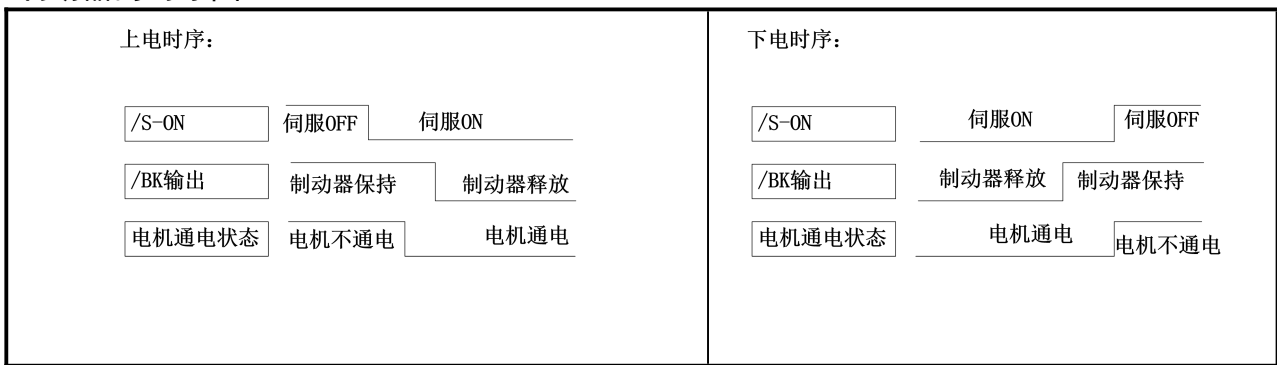 上电时序：
/S-ON
伺服OFF
伺服ON
/BK输出
制动器保持
制动器释放
电机通电状态
电机不通电
电机通电
下电时序：
/S-ON
伺服ON
伺服OFF
/BK输出
制动器释放
制动器保持
电机通电状态
电机通电
电机不通电